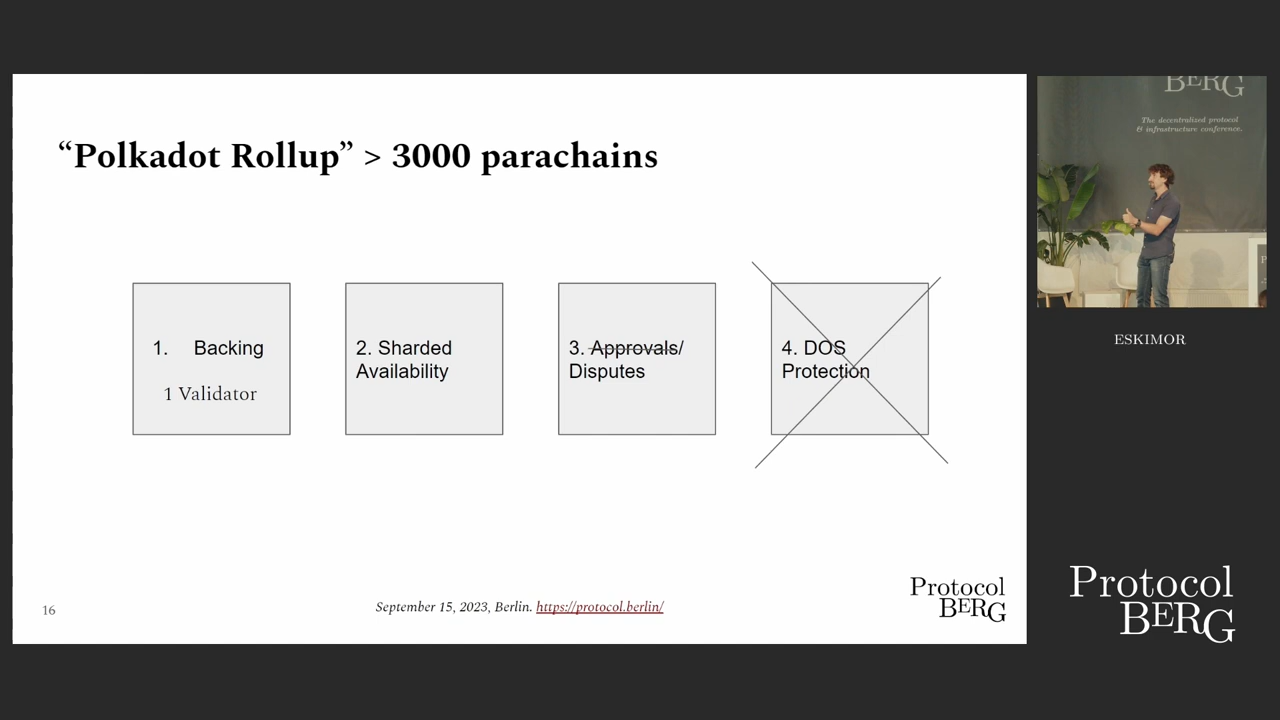 “Polkadot Rollup” > 3000 parachains
1. Backing
1 Validator
2. Sharded
Availability
3. Approvals/
Disputes
4. DOS
Protection
16
September 15, 2023, Berlin. https://protocol.berlin/
Protocol
BERG
BERG
The decentralized protocol
& infrastructure conference.
P
ESKIMOR
Protocol
BERG